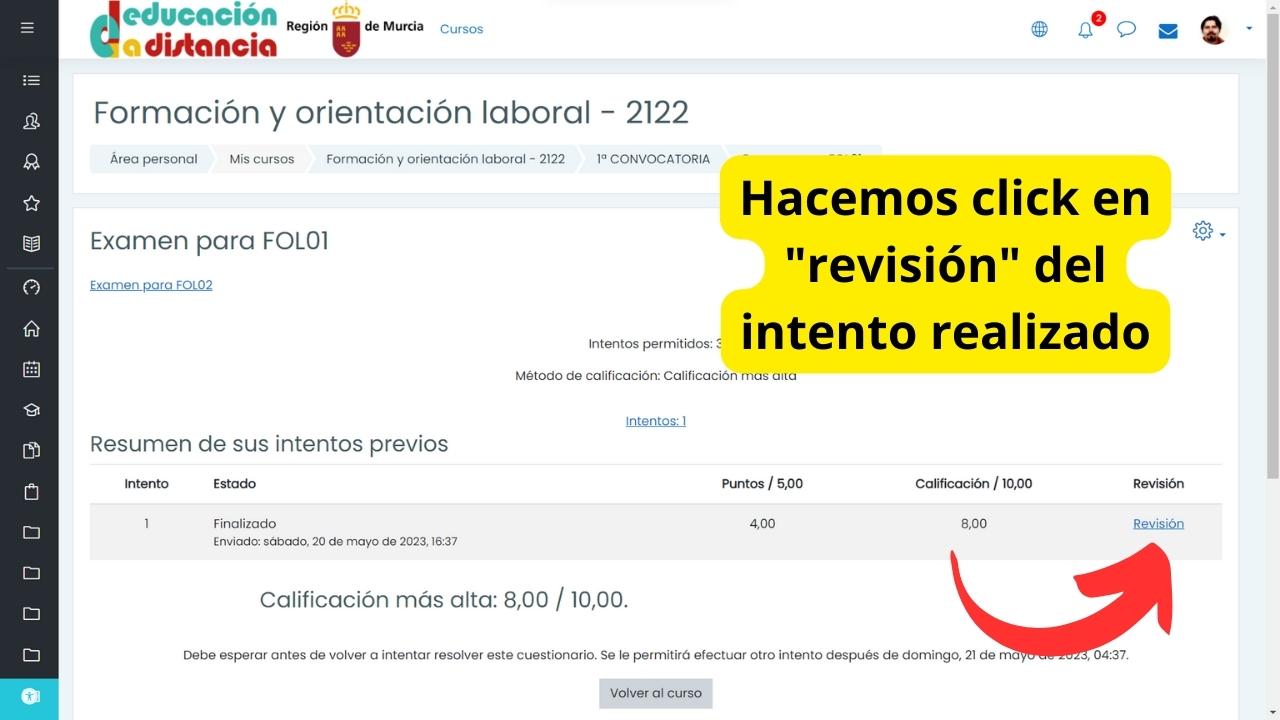 educación
a distancia
Región de Murcia
Cursos
2
Formación y orientación laboral - 2122
Área personal
Mis cursos
Formación y orientación laboral - 2122
1ª CONVOCATORIA
Hacemos click en
"revisión" del
intento realizado
Examen para FOL01
Examen para FOL02
Intentos permitidos:
Método de calificación: Calificación más alta
Intentos: 1
Resumen de sus intentos previos
Intento Estado Puntos / 5,00 Calificación / 10,00 Revisión
1 Finalizado 4,00 8,00 Revisión
Enviado: sábado, 20 de mayo de 2023, 16:37
Calificación más alta: 8,00 / 10,00.
Debe esperar antes de volver a intentar resolver este cuestionario. Se le permitirá efectuar otro intento después de domingo, 21 de mayo de 2023, 04:37.
Volver al curso